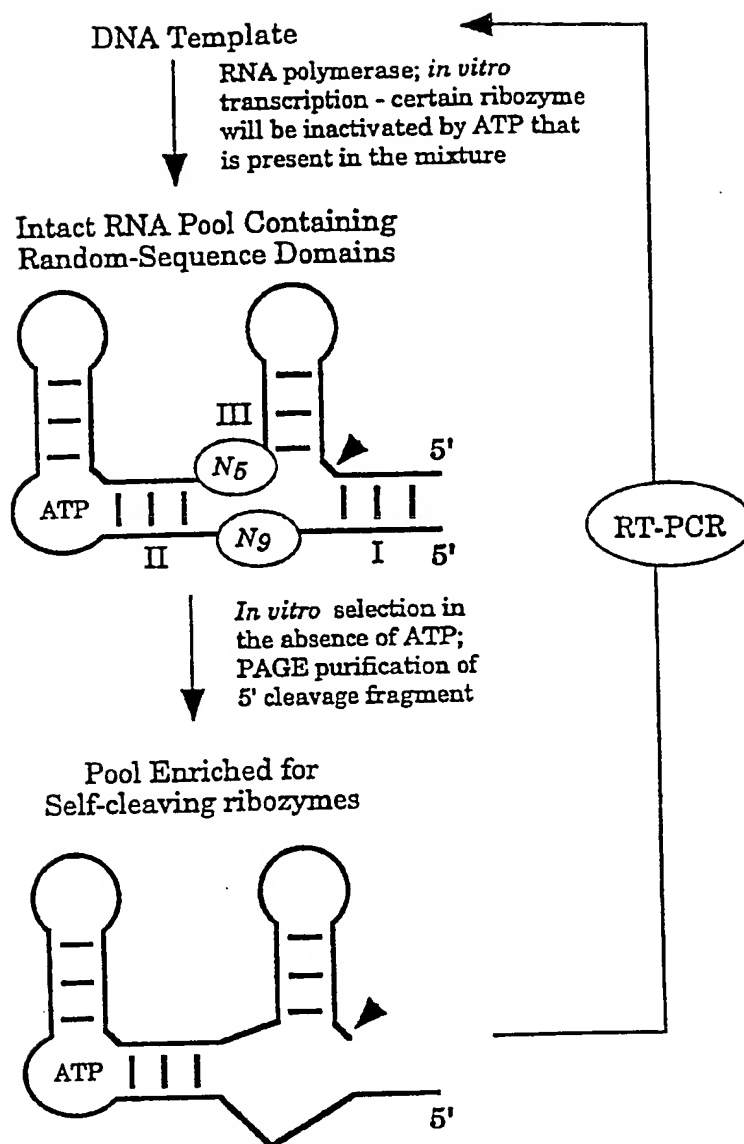 DNA Template
RNA polymerase; in vitro
transcription - certain ribozyme
will be inactivated by ATP that
is present in the mixture
Intact RNA Pool Containing
Random-Sequence Domains
III
5'
N5
ATP
N9
II
I
5'
RT-PCR
In vitro selection in
the absence of ATP;
PAGE purification of
5' cleavage fragment
Pool Enriched for
Self-cleaving ribozymes
ATP
5'